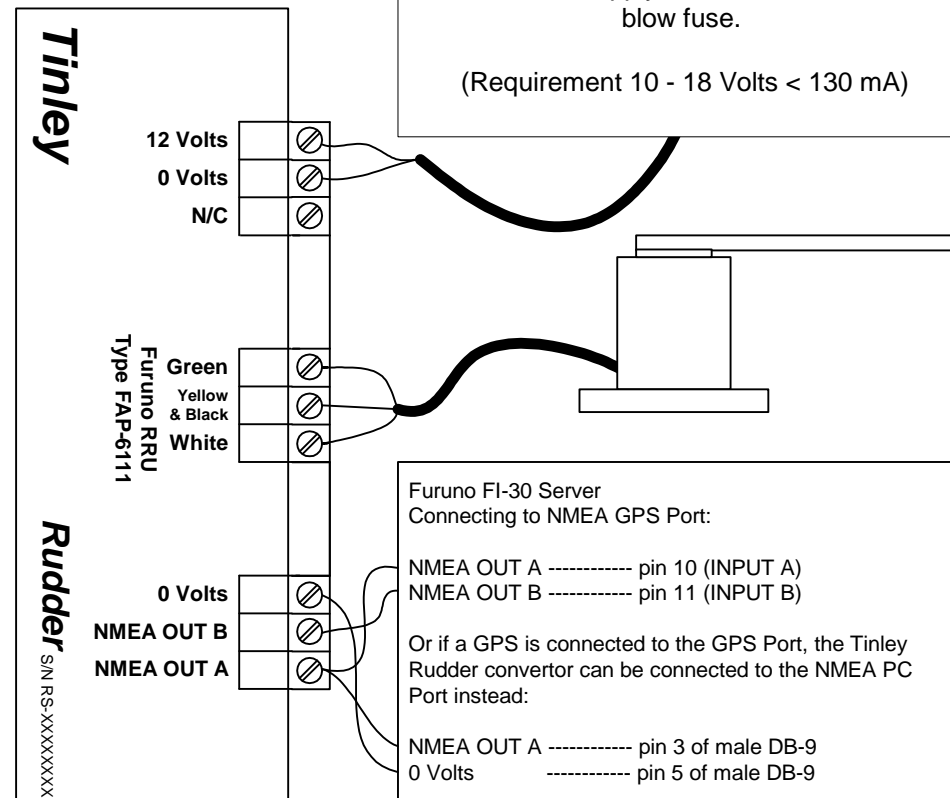 blow fuse.
(Requirement 10 - 18 Volts < 130 mA)
Tinley
12 Volts
0 Volts
N/C
Furuno RRU
Type FAP-6111
Green
Yellow
& Black
White
Rudder
S/N RS-XXXXXXXX
0 Volts
NMEA OUT B
NMEA OUT A
Furuno FI-30 Server
Connecting to NMEA GPS Port:
NMEA OUT A ------------ pin 10 (INPUT A)
NMEA OUT B ------------ pin 11 (INPUT B)
Or if a GPS is connected to the GPS Port, the Tinley
Rudder convertor can be connected to the NMEA PC
Port instead:
NMEA OUT A ------------ pin 3 of male DB-9
0 Volts ------------ pin 5 of male DB-9